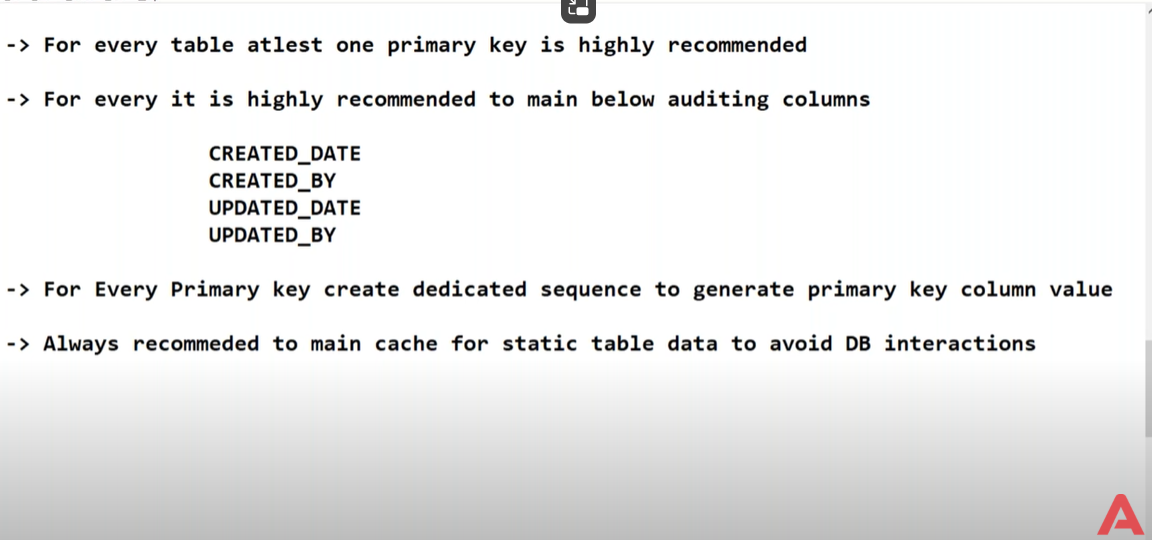 -> For every table atlest one primary key is highly recommended
-> For every it is highly recommended to main below auditing columns
CREATED_DATE
CREATED_BY
UPDATED_DATE
UPDATED_BY
-> For Every Primary key create dedicated sequence to generate primary key column value
-> Always recommeded to main cache for static table data to avoid DB interactions